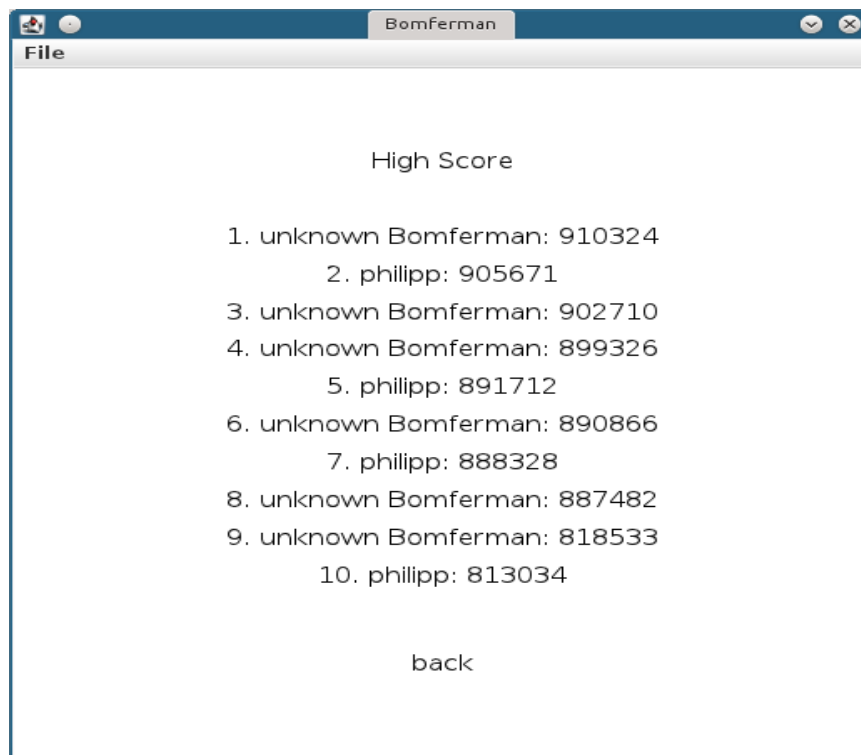 Bomferman
File
High Score
1. unknown Bomferman: 910324
2. philipp: 905671
3. unknown Bomferman: 902710
4. unknown Bomferman: 899326
5. philipp: 891712
6. unknown Bomferman: 890866
7. philipp: 888328
8. unknown Bomferman: 887482
9. unknown Bomferman: 818533
10. philipp: 813034
back